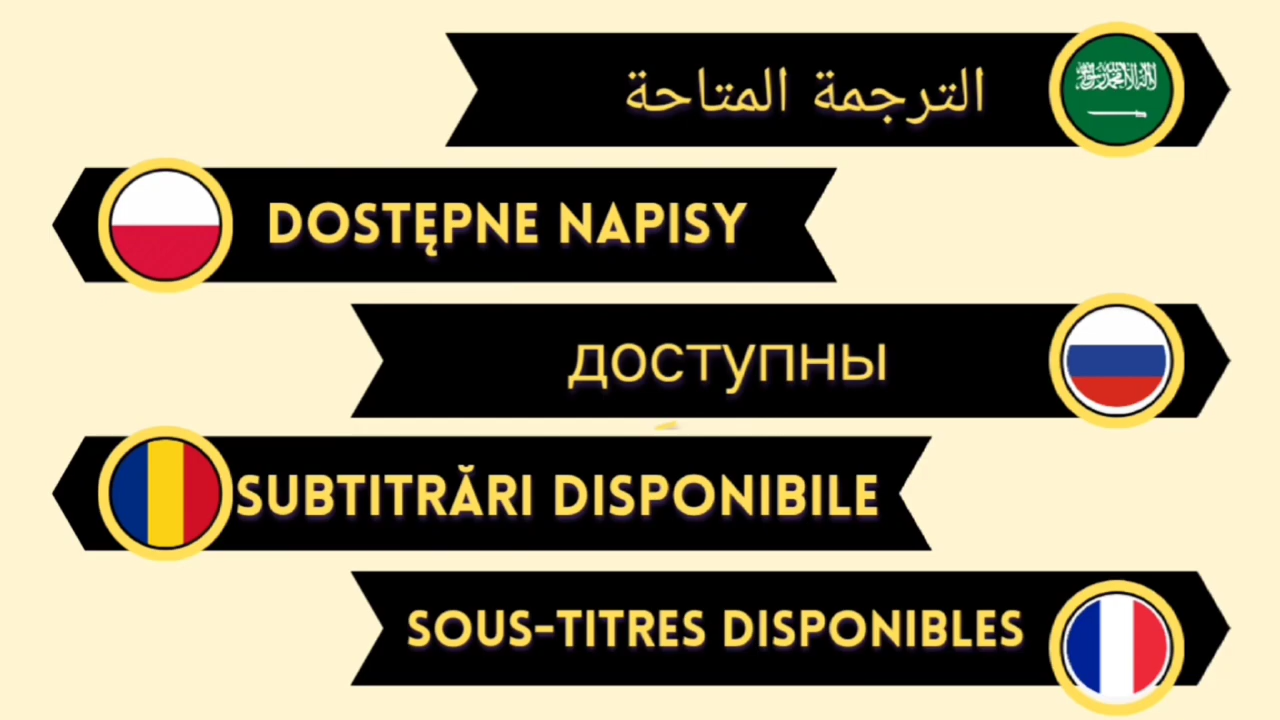 الترجمة المتاحة
DOSTĘPNE NAPISY
доступны
SUBTITRĂRI DISPONIBILE
SOUS-TITRES DISPONIBLES